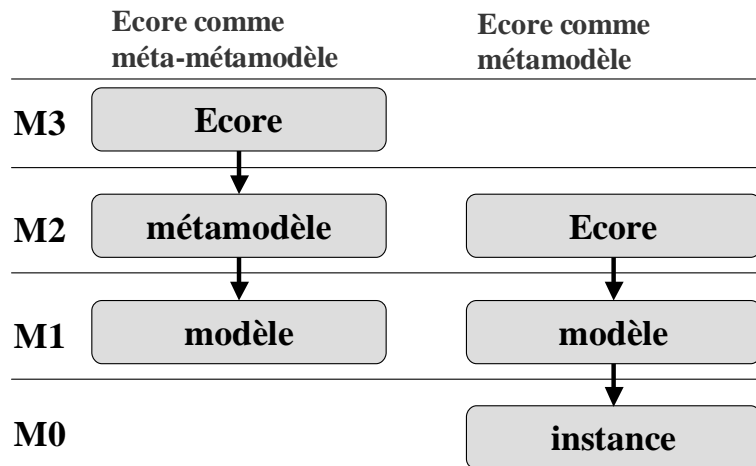 Ecore comme
méta-métamodèle
Ecore comme
métamodèle
M3
Ecore
M2
métamodèle
Ecore
M1
modèle
modèle
M0
instance